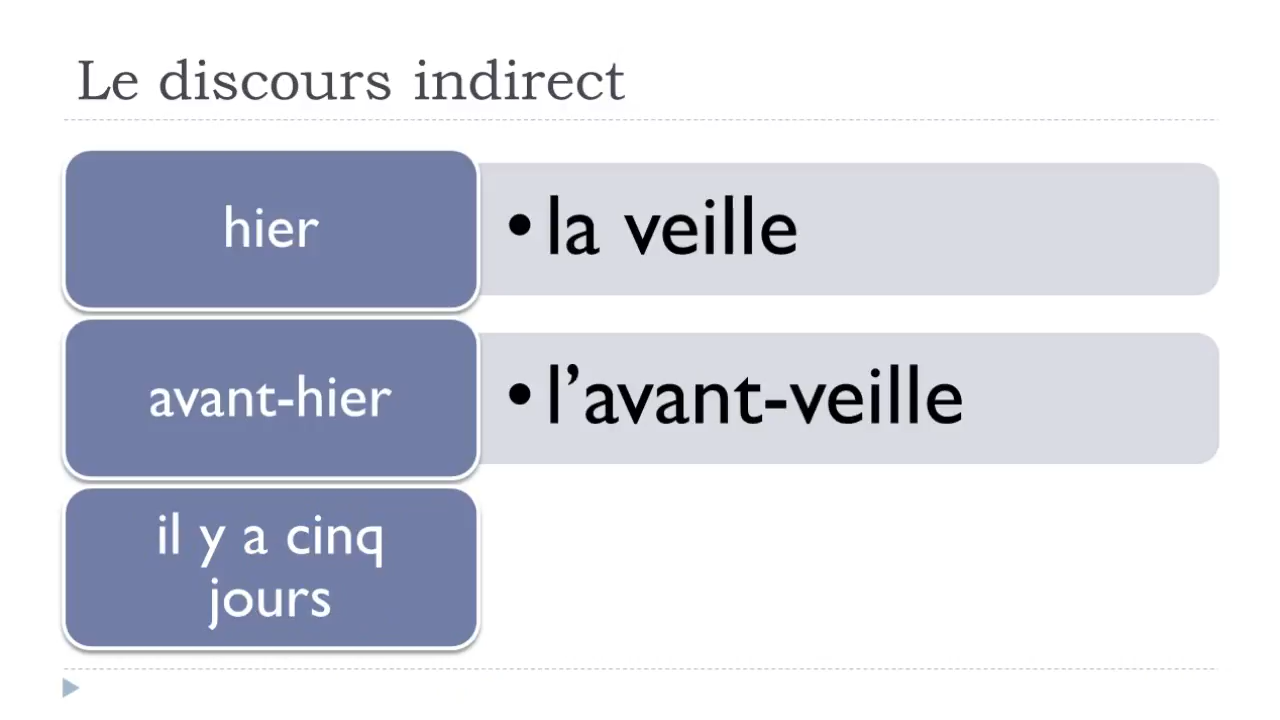 Le discours indirect
hier
• la veille
avant-hier
• l’avant-veille
il y a cinq
jours